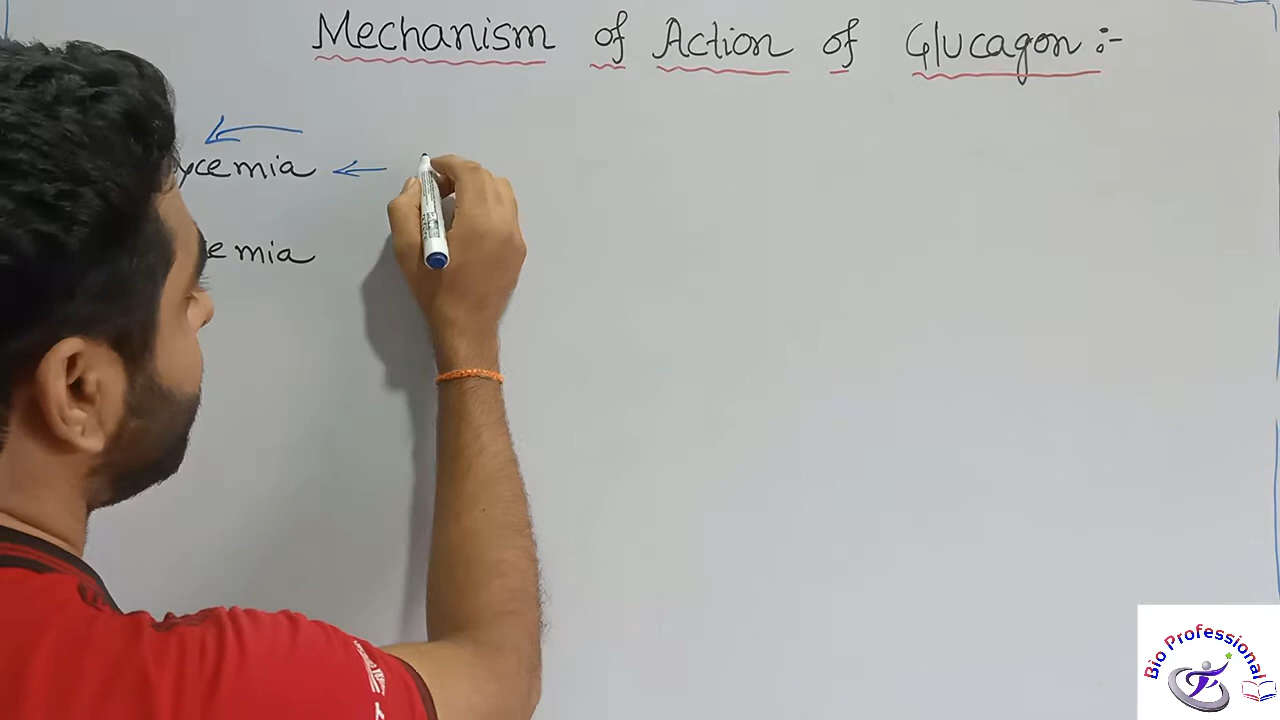 Mechanism of Action of Glucagon :-
ycemia
emia
Bio Professional